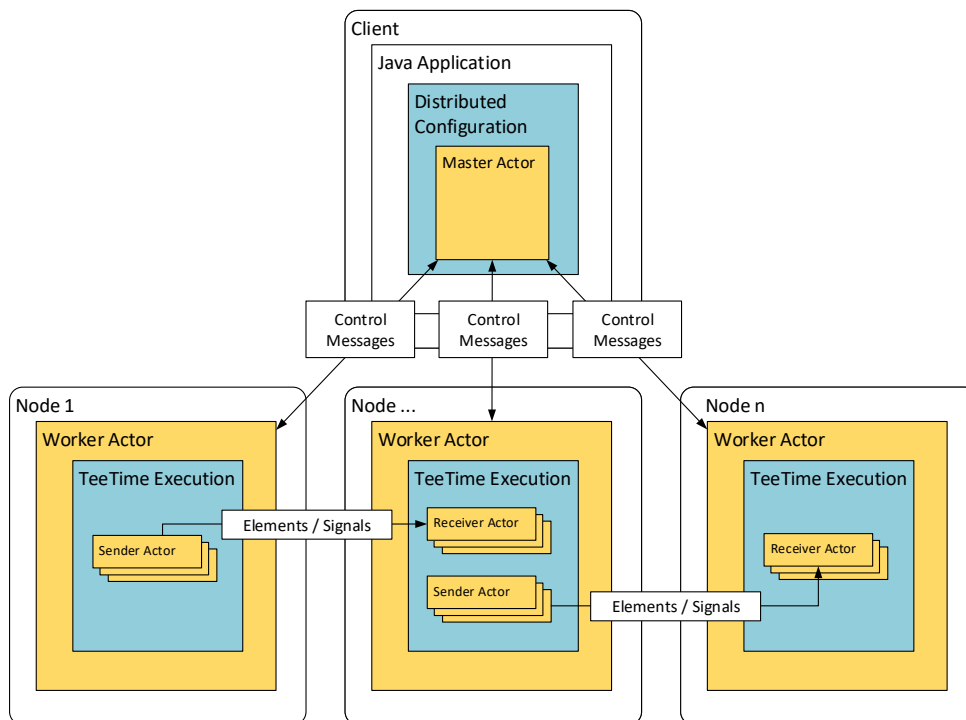 Client
Java Application
Distributed
Configuration
Master Actor
Control
Messages
Control
Messages
Control
Messages
Node 1
Worker Actor
TeeTime Execution
Sender Actor
Elements / Signals
Node ...
Worker Actor
TeeTime Execution
Receiver Actor
Sender Actor
Elements / Signals
Node n
Worker Actor
TeeTime Execution
Receiver Actor